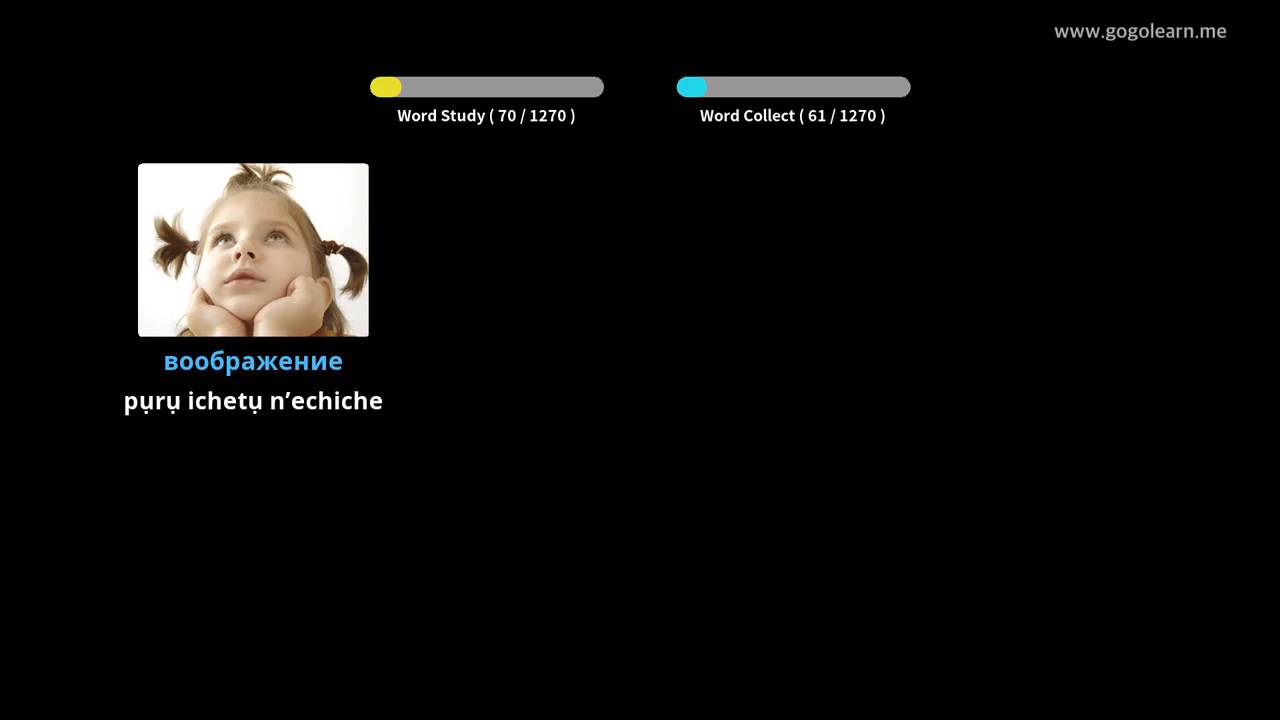 www.gogolearn.me
Word Study ( 70 / 1270 )
Word Collect ( 61 / 1270 )
воображение
pụrụ ichetụ n’echiche